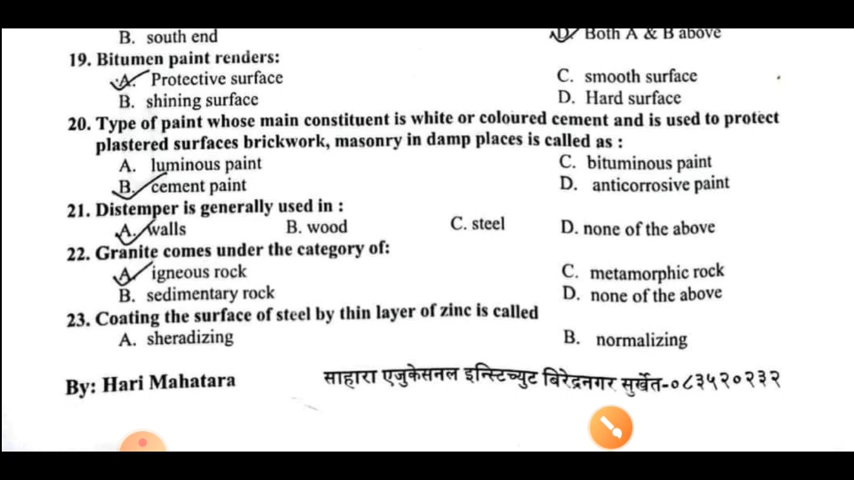 B. south end D. Both A & B above
19. Bitumen paint renders:
A. Protective surface C. smooth surface
B. shining surface D. Hard surface
20. Type of paint whose main constituent is white or coloured cement and is used to protect
plastered surfaces brickwork, masonry in damp places is called as :
A. luminous paint C. bituminous paint
B. cement paint D. anticorrosive paint
21. Distemper is generally used in :
A. walls B. wood C. steel D. none of the above
22. Granite comes under the category of:
A. igneous rock C. metamorphic rock
B. sedimentary rock D. none of the above
23. Coating the surface of steel by thin layer of zinc is called
A. sheradizing B. normalizing
By: Hari Mahatara साहारा एजुकेसनल इन्स्टिच्युट बिरेद्रनगर सुर्खेत-०८३५२०२३२